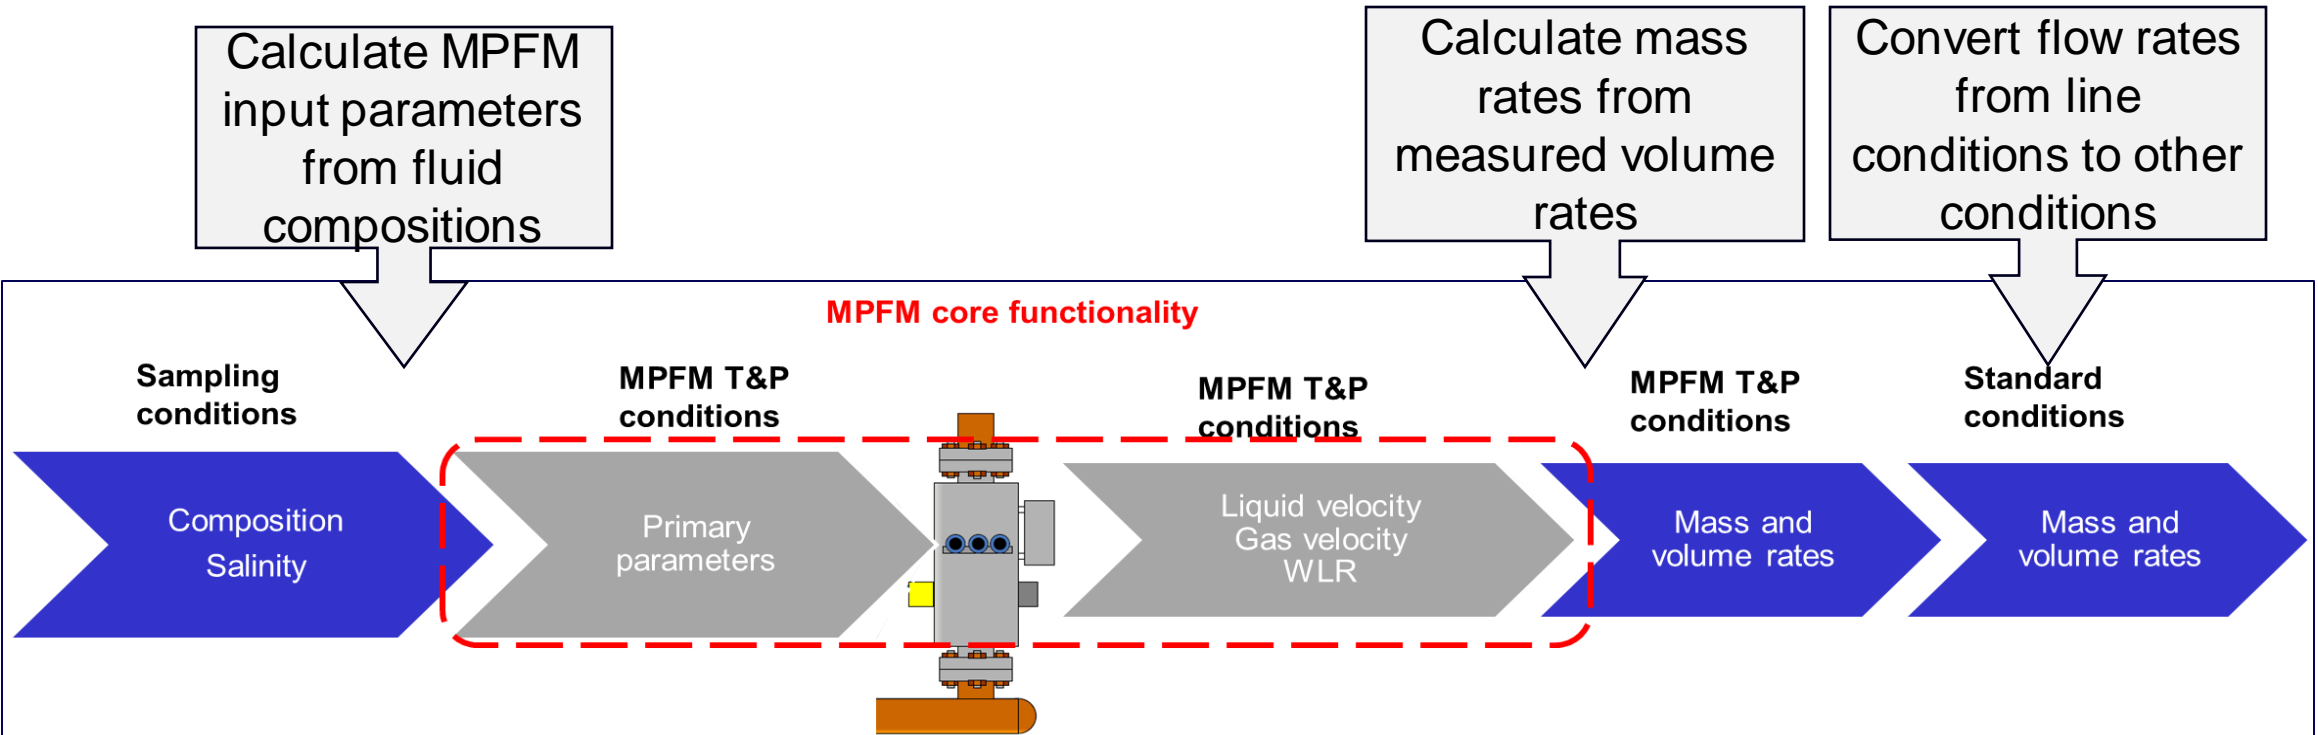 Calculate MPFM
input parameters
from fluid
compositions
Calculate mass
rates from
measured volume
rates
Convert flow rates
from line
conditions to other
conditions
MPFM core functionality
Sampling
conditions
MPFM T&P
conditions
MPFM T&P
conditions
MPFM T&P
conditions
Standard
conditions
Composition
Salinity
Primary
parameters
Liquid velocity
Gas velocity
WLR
Mass and
volume rates
Mass and
volume rates